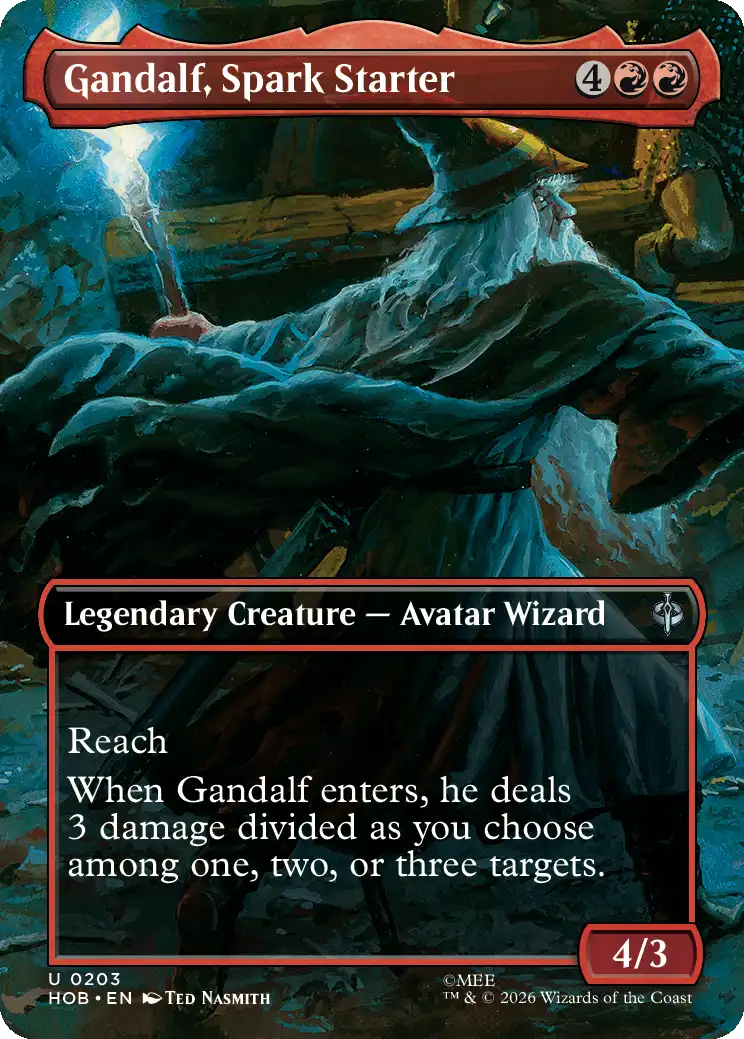 Gandalf, Spark Starter 4
Legendary Creature — Avatar Wizard
Reach
When Gandalf enters, he deals
3 damage divided as you choose
among one, two, or three targets.
4/3
U 0203
HOB • EN Ted Nasmith
©MEE
™ & © 2026 Wizards of the Coast